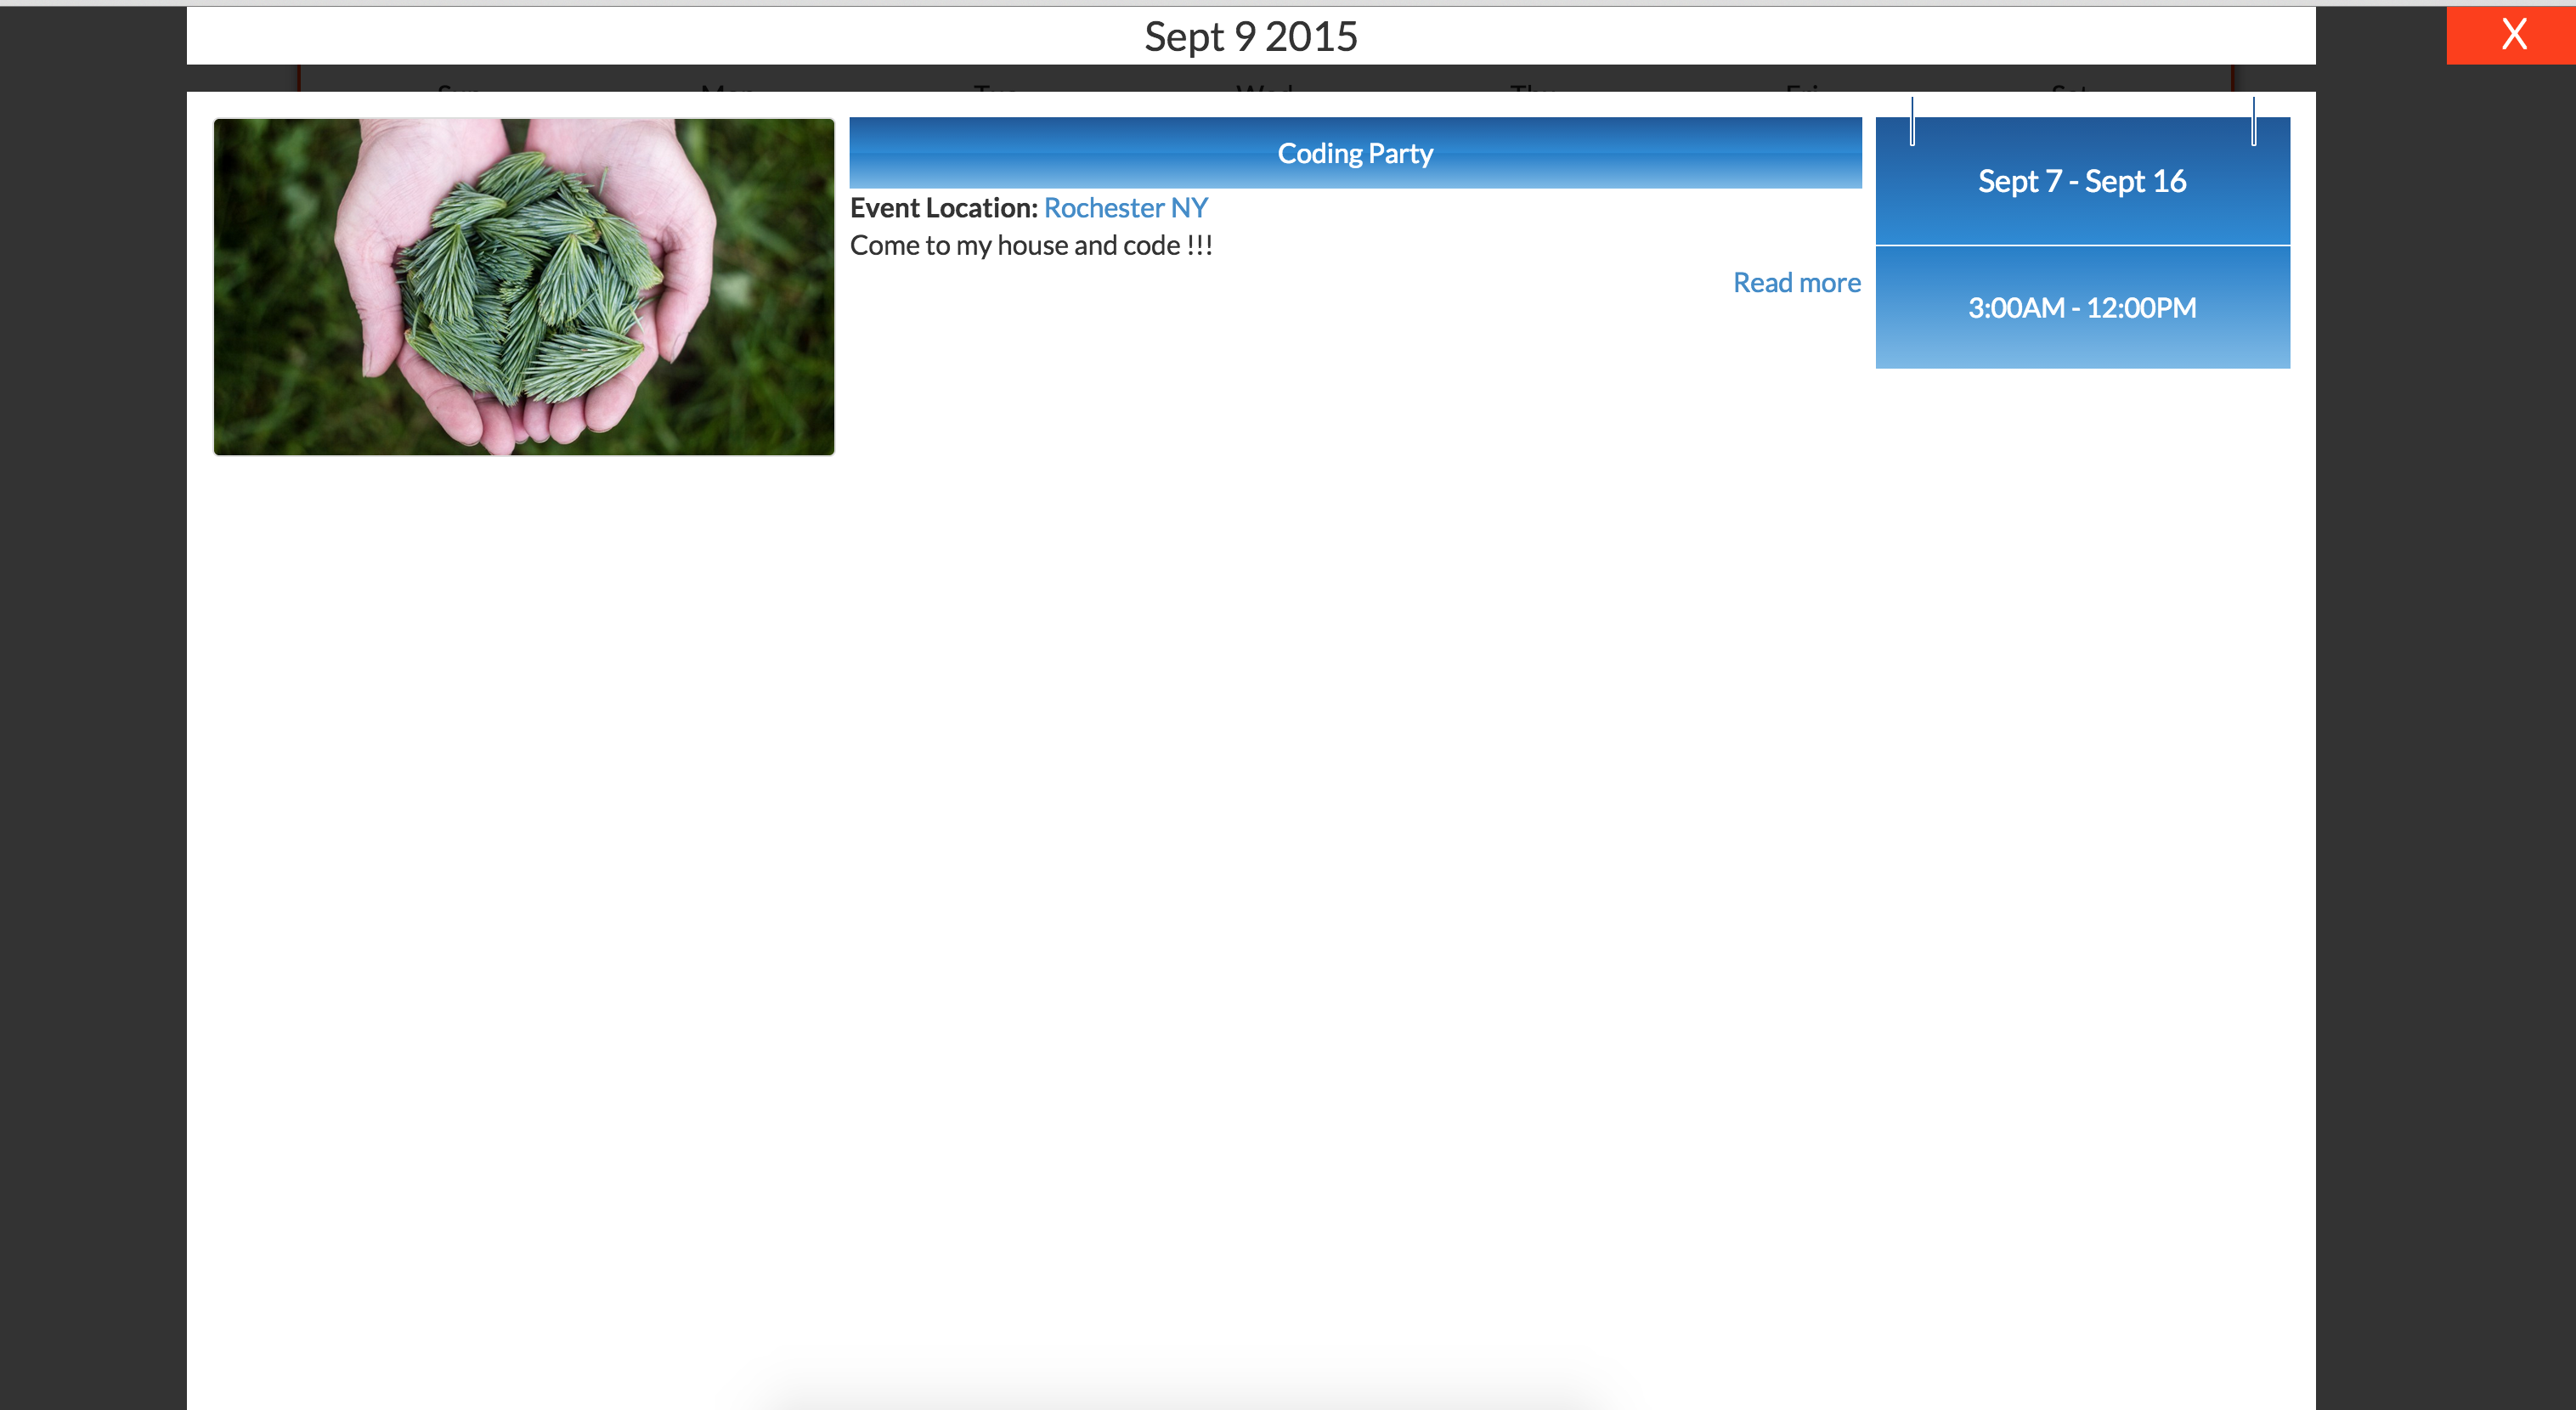 Sept 9 2015
X
Coding Party
Event Location: Rochester NY
Come to my house and code !!!
Read more
Sept 7 - Sept 16
3:00AM - 12:00PM